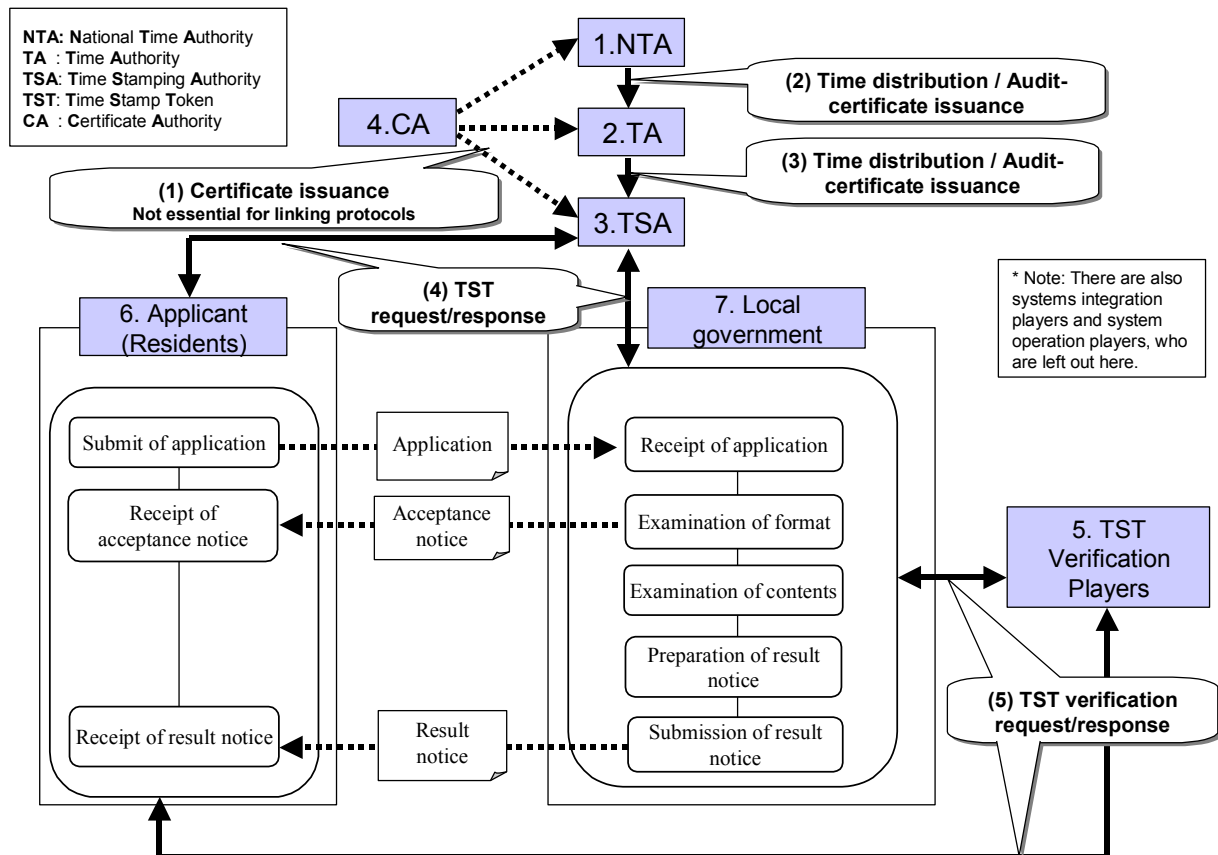 NTA: National Time Authority
TA : Time Authority
TSA: Time Stamping Authority
TST: Time Stamp Token
CA : Certificate Authority
1.NTA
(2) Time distribution / Audit-
certificate issuance
4.CA
2.TA
(3) Time distribution / Audit-
certificate issuance
(1) Certificate issuance
Not essential for linking protocols
3.TSA
(4) TST
request/response
* Note: There are also
systems integration
players and system
operation players, who
are left out here.
6. Applicant
(Residents)
7. Local
government
Submit of application
Application
Receipt of application
Receipt of
acceptance notice
Acceptance
notice
Examination of format
5. TST
Verification
Players
Examination of contents
Preparation of result
notice
(5) TST verification
request/response
Receipt of result notice
Result
notice
Submission of result
notice